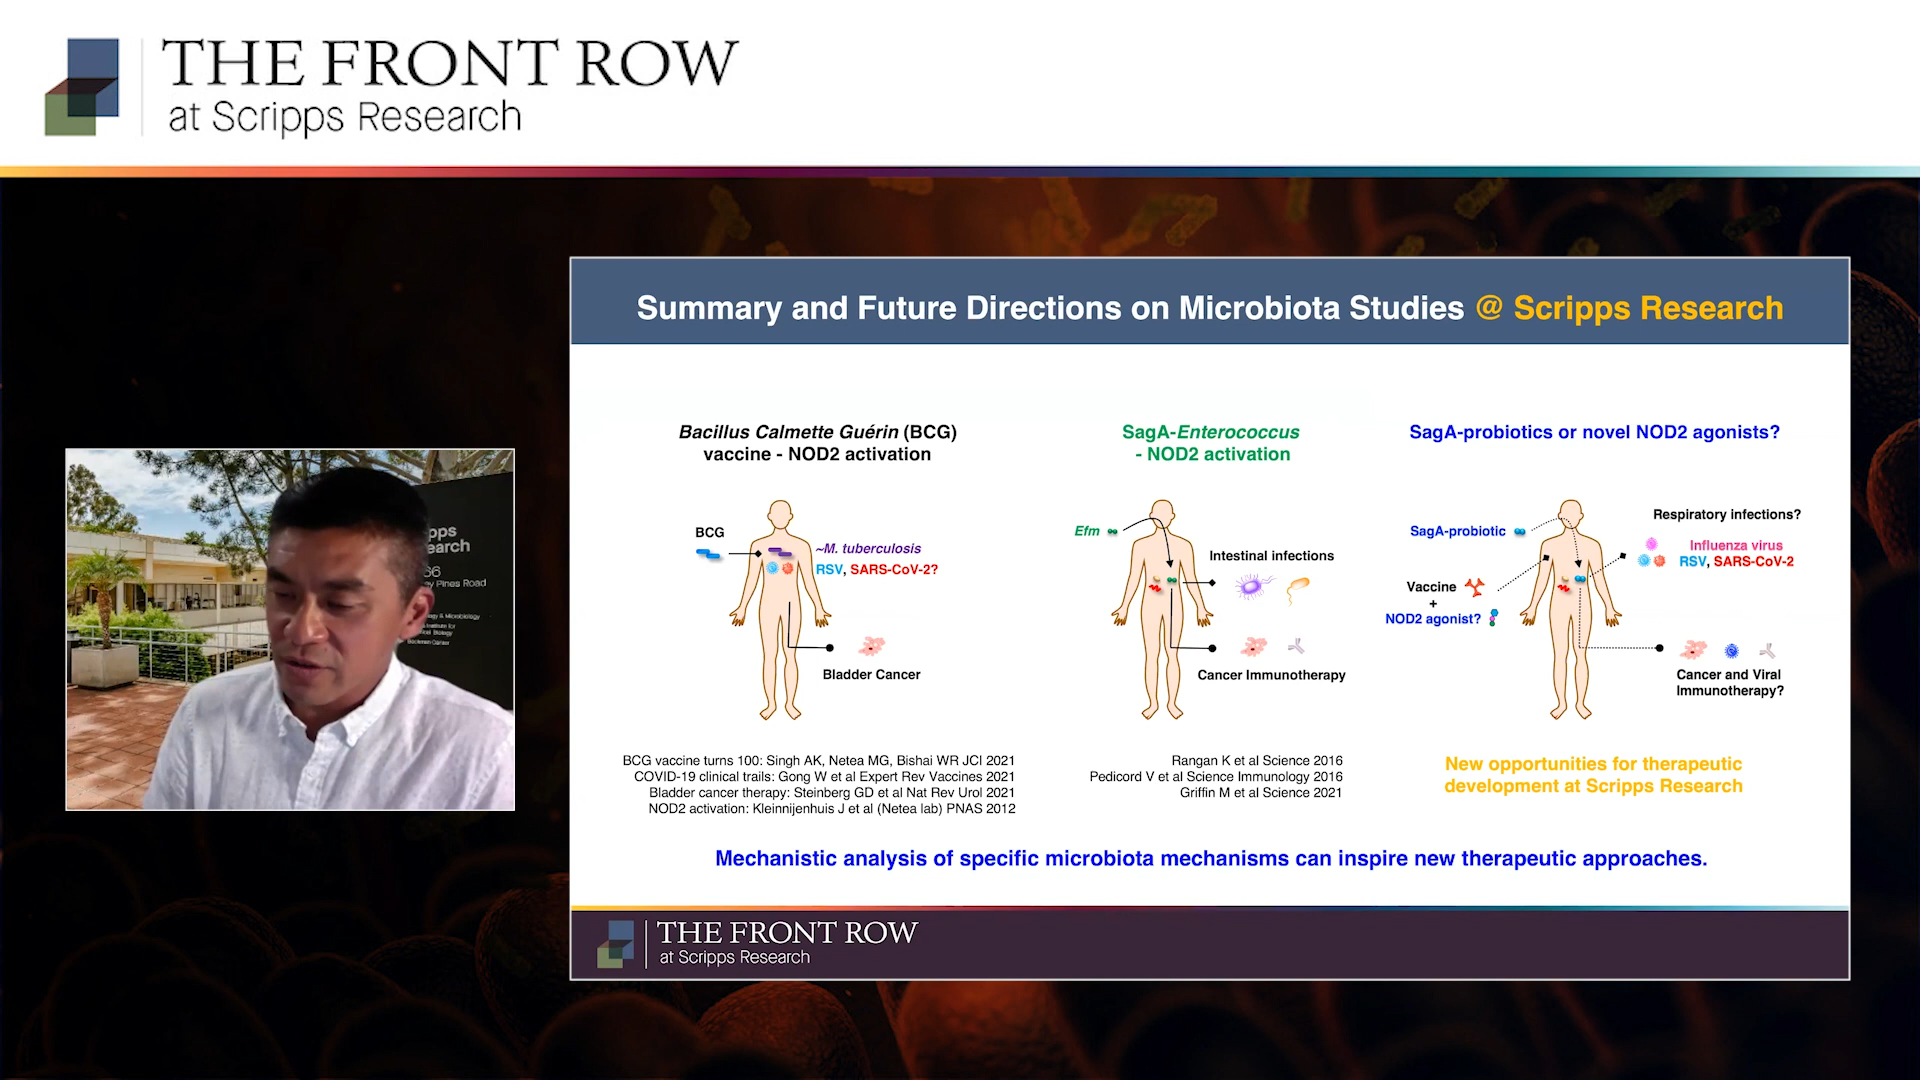 THE FRONT ROW
at Scripps Research
Summary and Future Directions on Microbiota Studies @ Scripps Research
Bacillus Calmette Guérin (BCG)
vaccine - NOD2 activation
BCG
~M. tuberculosis
RSV, SARS-CoV-2?
Bladder Cancer
BCG vaccine turns 100: Singh AK, Netea MG, Bishai WR JCI 2021
COVID-19 clinical trails: Gong W et al Expert Rev Vaccines 2021
Bladder cancer therapy: Steinberg GD et al Nat Rev Urol 2021
NOD2 activation: Kleinnijenhuis J et al (Netea lab) PNAS 2012
SagA-Enterococcus
- NOD2 activation
Efm
Intestinal infections
Cancer Immunotherapy
Rangan K et al Science 2016
Pedicord V et al Science Immunology 2016
Griffin M et al Science 2021
SagA-probiotics or novel NOD2 agonists?
SagA-probiotic
Respiratory infections?
Influenza virus
RSV, SARS-CoV-2
Vaccine
+
NOD2 agonist?
Cancer and Viral
Immunotherapy?
New opportunities for therapeutic
development at Scripps Research
Mechanistic analysis of specific microbiota mechanisms can inspire new therapeutic approaches.
THE FRONT ROW
at Scripps Research
pps
earch
66
y Pines Road